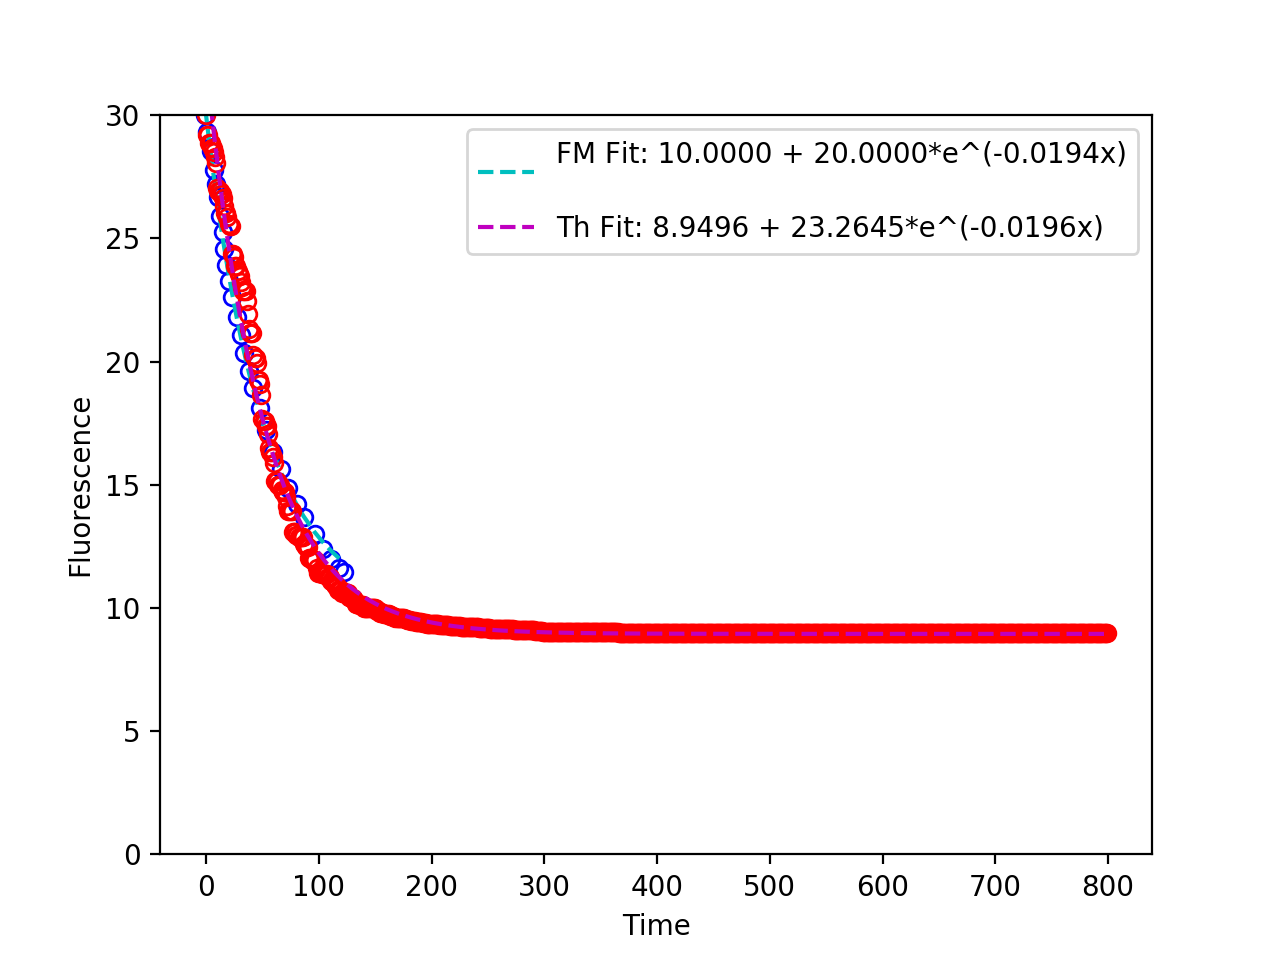 30
FM Fit: 10.0000 + 20.0000*e^(-0.0194x)
Th Fit: 8.9496 + 23.2645*e^(-0.0196x)
25
20
15
10
5
0
Fluorescence
0 100 200 300 400 500 600 700 800
Time